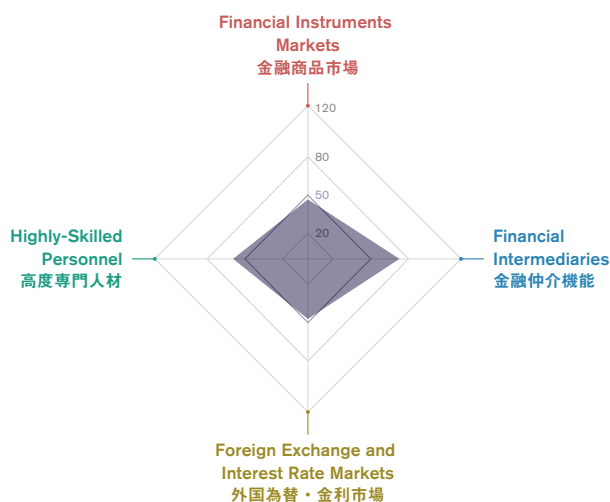 Financial Instruments
Markets
金融商品市場
120
80
50
20
Highly-Skilled
Personnel
高度専門人材
Financial
Intermediaries
金融仲介機能
Foreign Exchange and
Interest Rate Markets
外国為替・金利市場